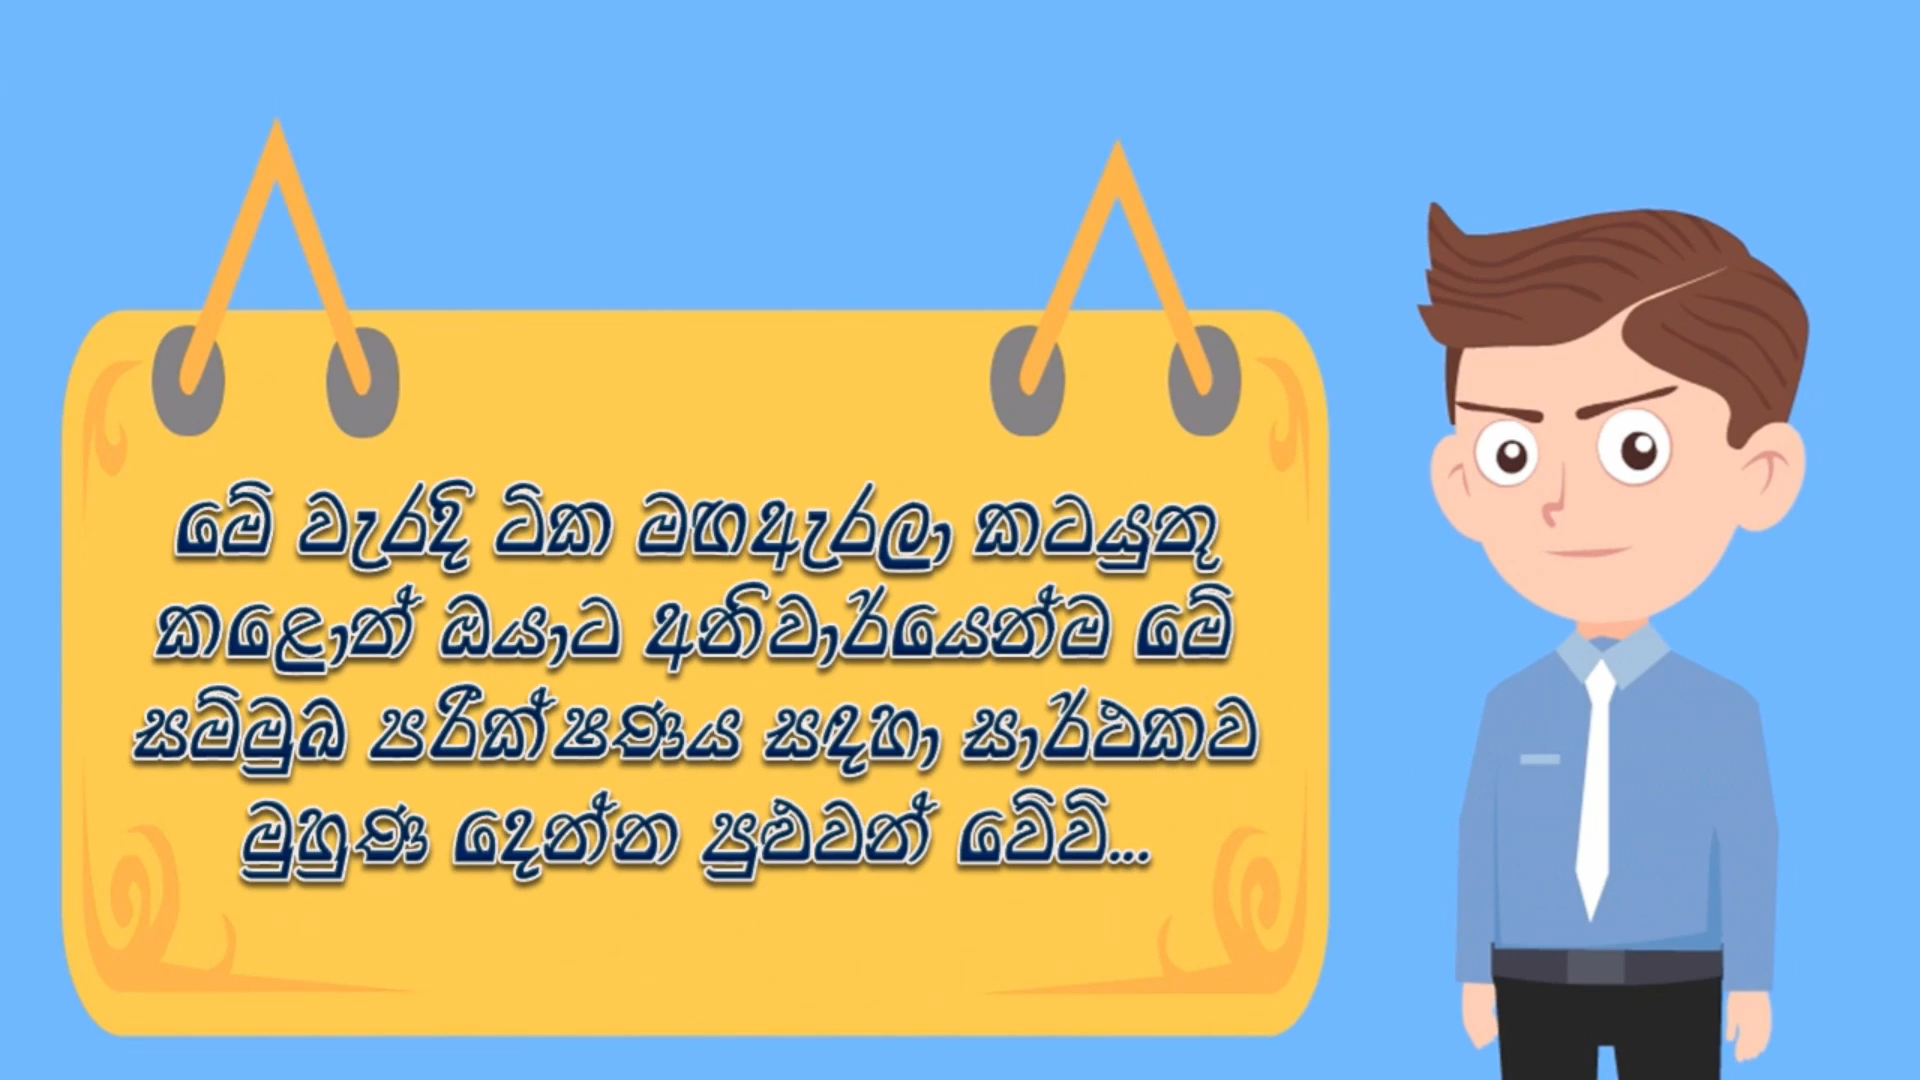 මේ වැරදි ටික මඟඇරලා කටයුතු
කළොත් ඔයාට අනිවාර්යෙන්ම මේ
සම්මුඛ පරීක්ෂණය සඳහා සාර්ථකව
මුහුණ දෙන්න පුළුවන් වේවි...